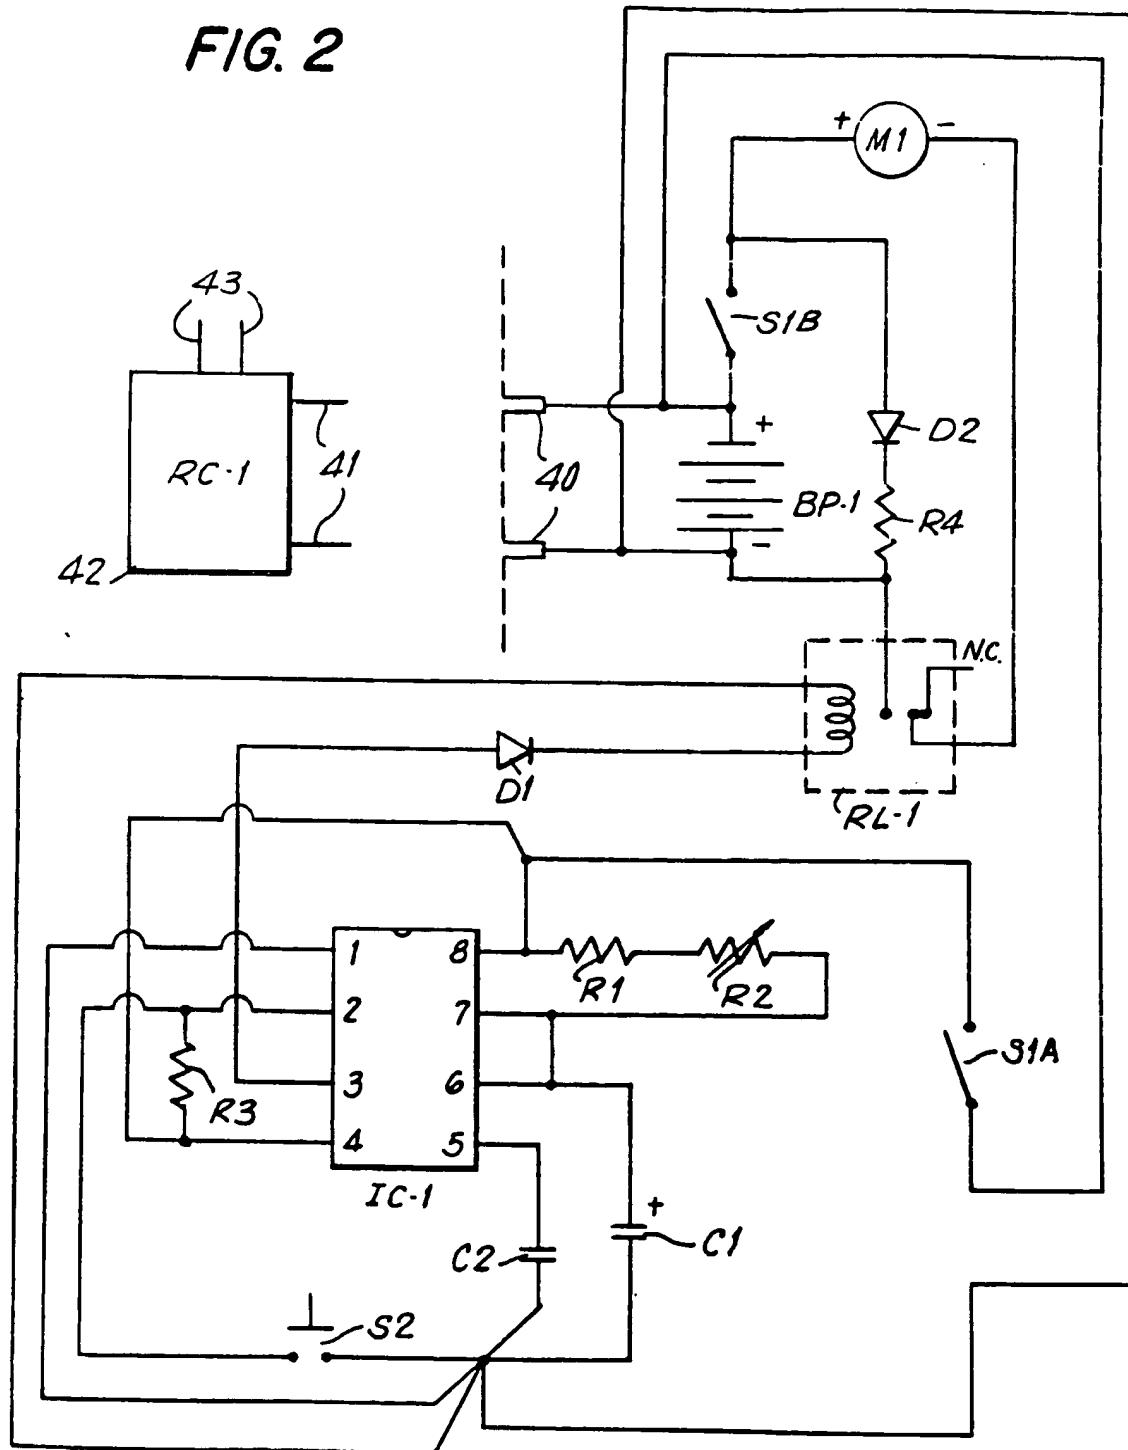 FIG. 2
+ M1 -
43
S1B
D2
RC-1
41
40
+
BP-1
R4
-
42
N.C.
D1
RL-1
1 8
R1 R2
2 7
S1A
3 6
R3
4 5
IC-1
+
C2 C1
S2